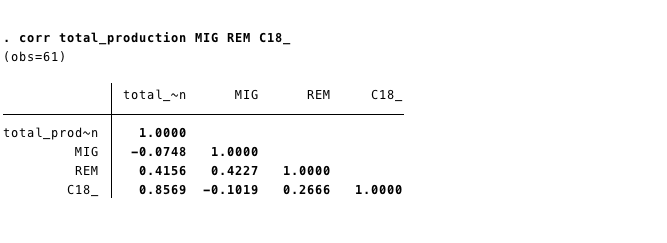 . corr total_production MIG REM C18_
(obs=61)
total_~n MIG REM C18_
total_prod~n 1.0000
MIG −0.0748 1.0000
REM 0.4156 0.4227 1.0000
C18_ 0.8569 −0.1019 0.2666 1.0000